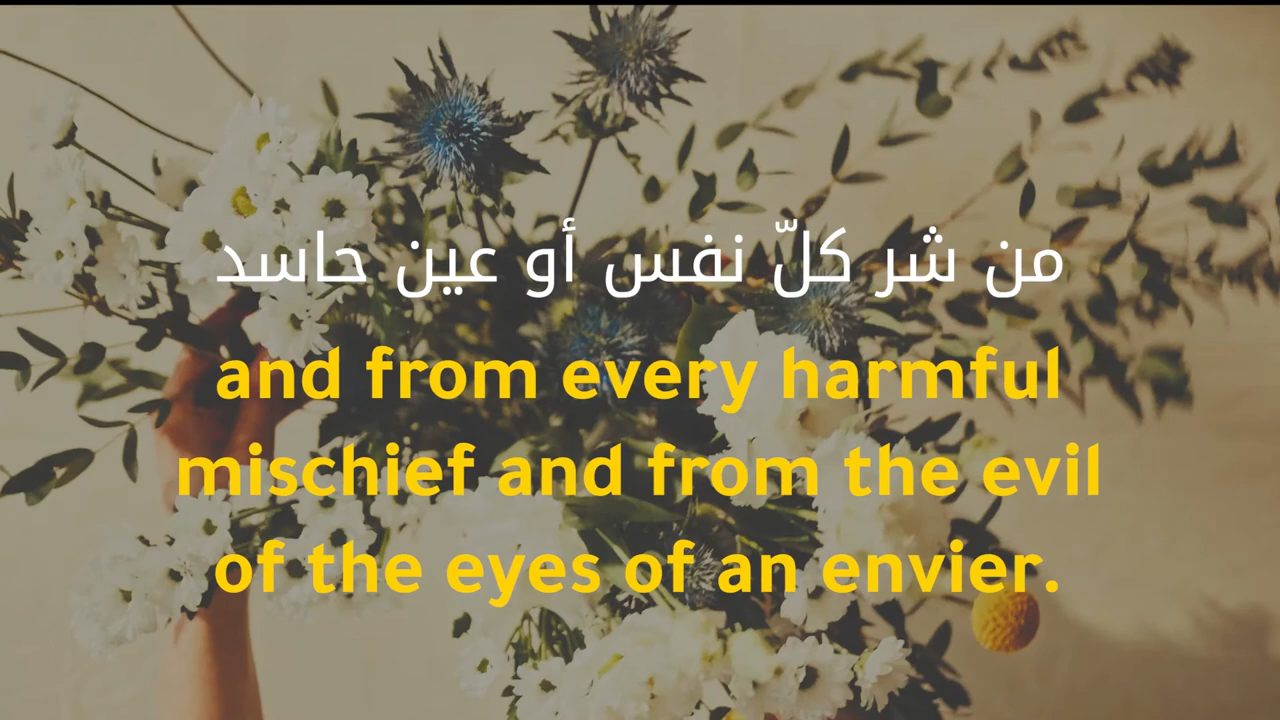 من شر كلّ نفس أو عين حاسد
and from every harmful
mischief and from the evil
of the eyes of an envier.